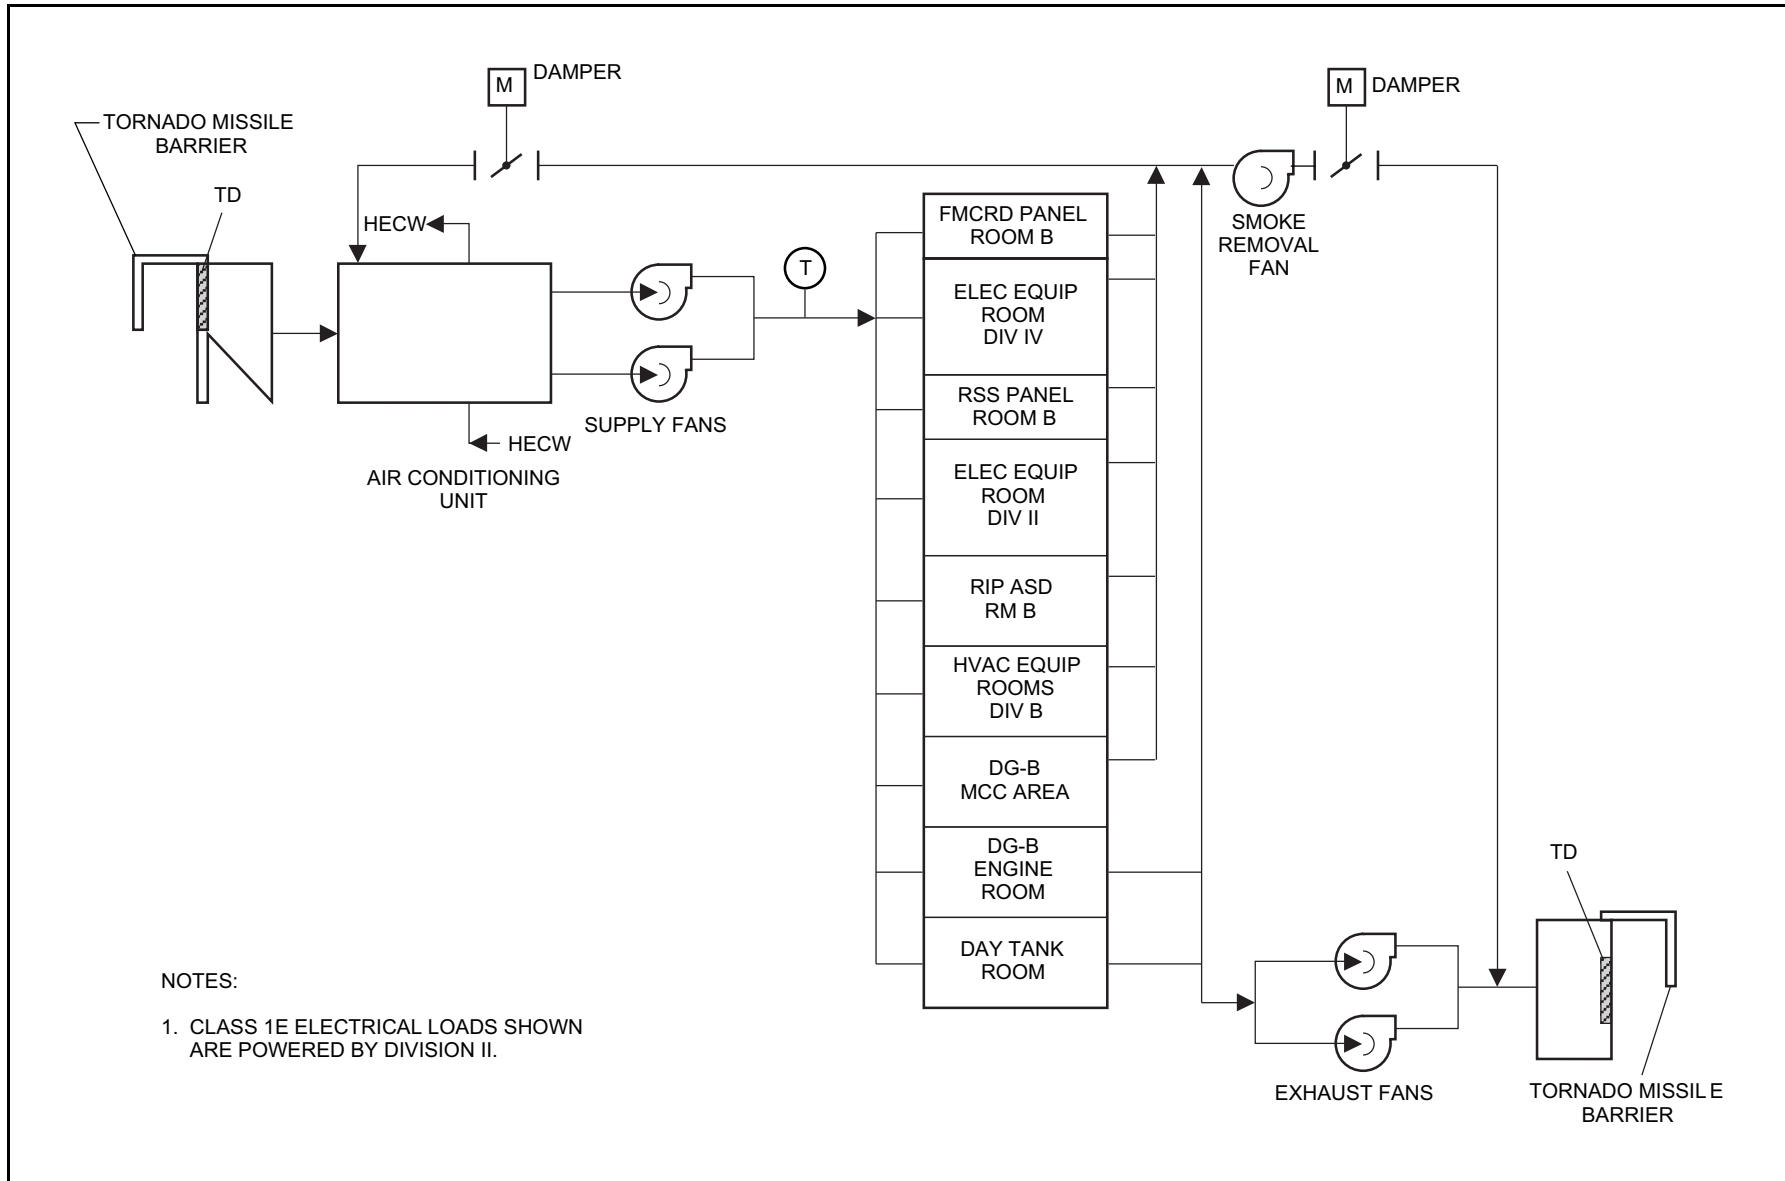 M DAMPER
M DAMPER
TORNADO MISSILE
BARRIER
TD
HECW
T
SUPPLY FANS
HECW
AIR CONDITIONING
UNIT
FMCRD PANEL
ROOM B
ELEC EQUIP
ROOM
DIV IV
RSS PANEL
ROOM B
ELEC EQUIP
ROOM
DIV II
RIP ASD
RM B
HVAC EQUIP
ROOMS
DIV B
DG-B
MCC AREA
DG-B
ENGINE
ROOM
DAY TANK
ROOM
SMOKE
REMOVAL
FAN
TD
EXHAUST FANS
TORNADO MISSILE
BARRIER
NOTES:
1. CLASS 1E ELECTRICAL LOADS SHOWN
ARE POWERED BY DIVISION II.